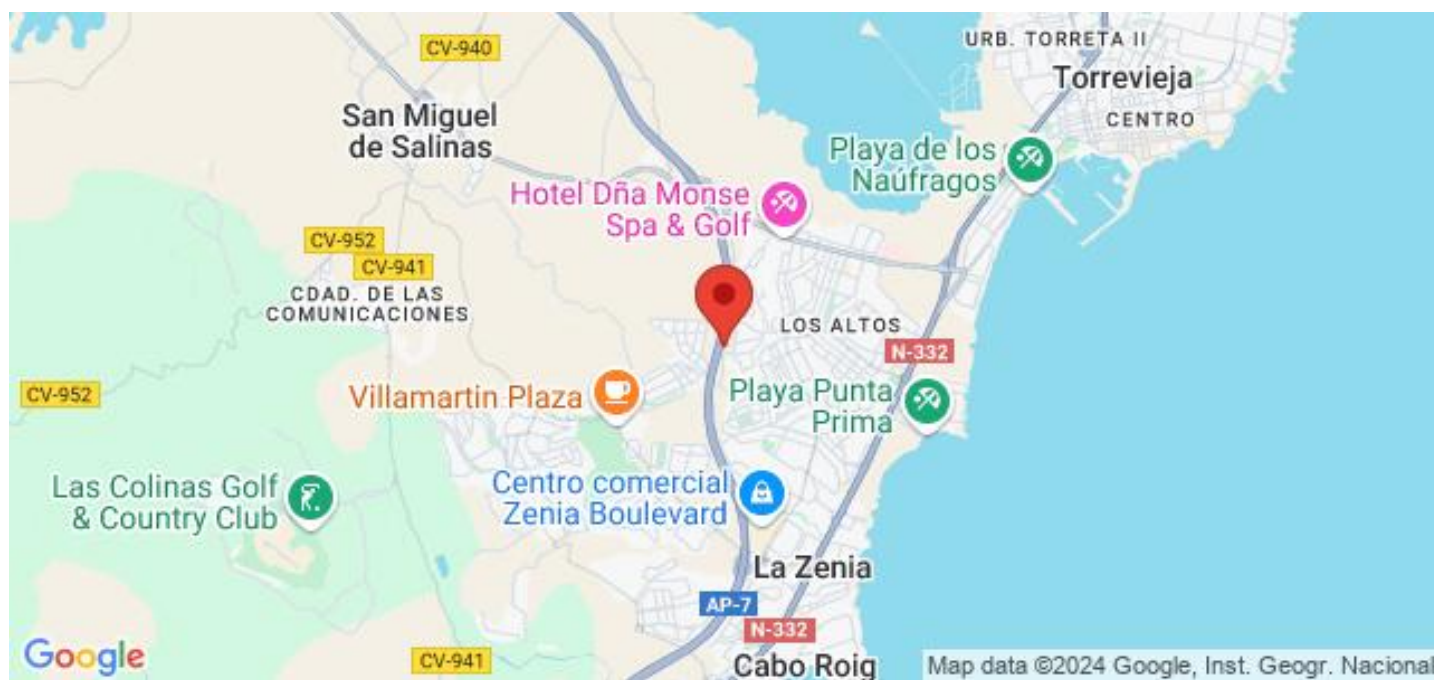 CV-940
URB. TORRETA II
Torrevieja
CENTRO
San Miguel
de Salinas
Playa de los
Naúfragos
Hotel Dña Monse
Spa & Golf
CV-952
CV-941
CDAD. DE LAS
COMUNICACIONES
LOS ALTOS
N-332
CV-952
Villamartin Plaza
Playa Punta
Prima
Las Colinas Golf
& Country Club
Centro comercial
Zenia Boulevard
La Zenia
AP-7
N-332
Google
CV-941
Cabo Roig
Map data ©2024 Google, Inst. Geogr. Nacional